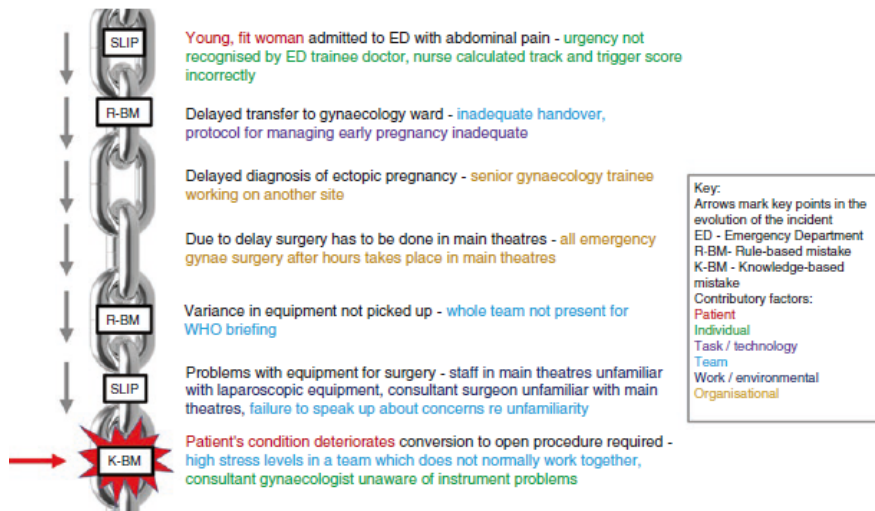 SLIP
Young, fit woman admitted to ED with abdominal pain - urgency not
recognised by ED trainee doctor, nurse calculated track and trigger score
incorrectly
R-BM
Delayed transfer to gynaecology ward - inadequate handover,
protocol for managing early pregnancy inadequate
Delayed diagnosis of ectopic pregnancy - senior gynaecology trainee
working on another site
Due to delay surgery has to be done in main theatres - all emergency
gynae surgery after hours takes place in main theatres
R-BM
Variance in equipment not picked up - whole team not present for
WHO briefing
SLIP
Problems with equipment for surgery - staff in main theatres unfamiliar
with laparoscopic equipment, consultant surgeon unfamiliar with main
theatres, failure to speak up about concerns re unfamiliarity
K-BM
Patient's condition deteriorates conversion to open procedure required -
high stress levels in a team which does not normally work together,
consultant gynaecologist unaware of instrument problems
Key:
Arrows mark key points in the
evolution of the incident
ED - Emergency Department
R-BM- Rule-based mistake
K-BM - Knowledge-based
mistake
Contributory factors:
Patient
Individual
Task / technology
Team
Work / environmental
Organisational